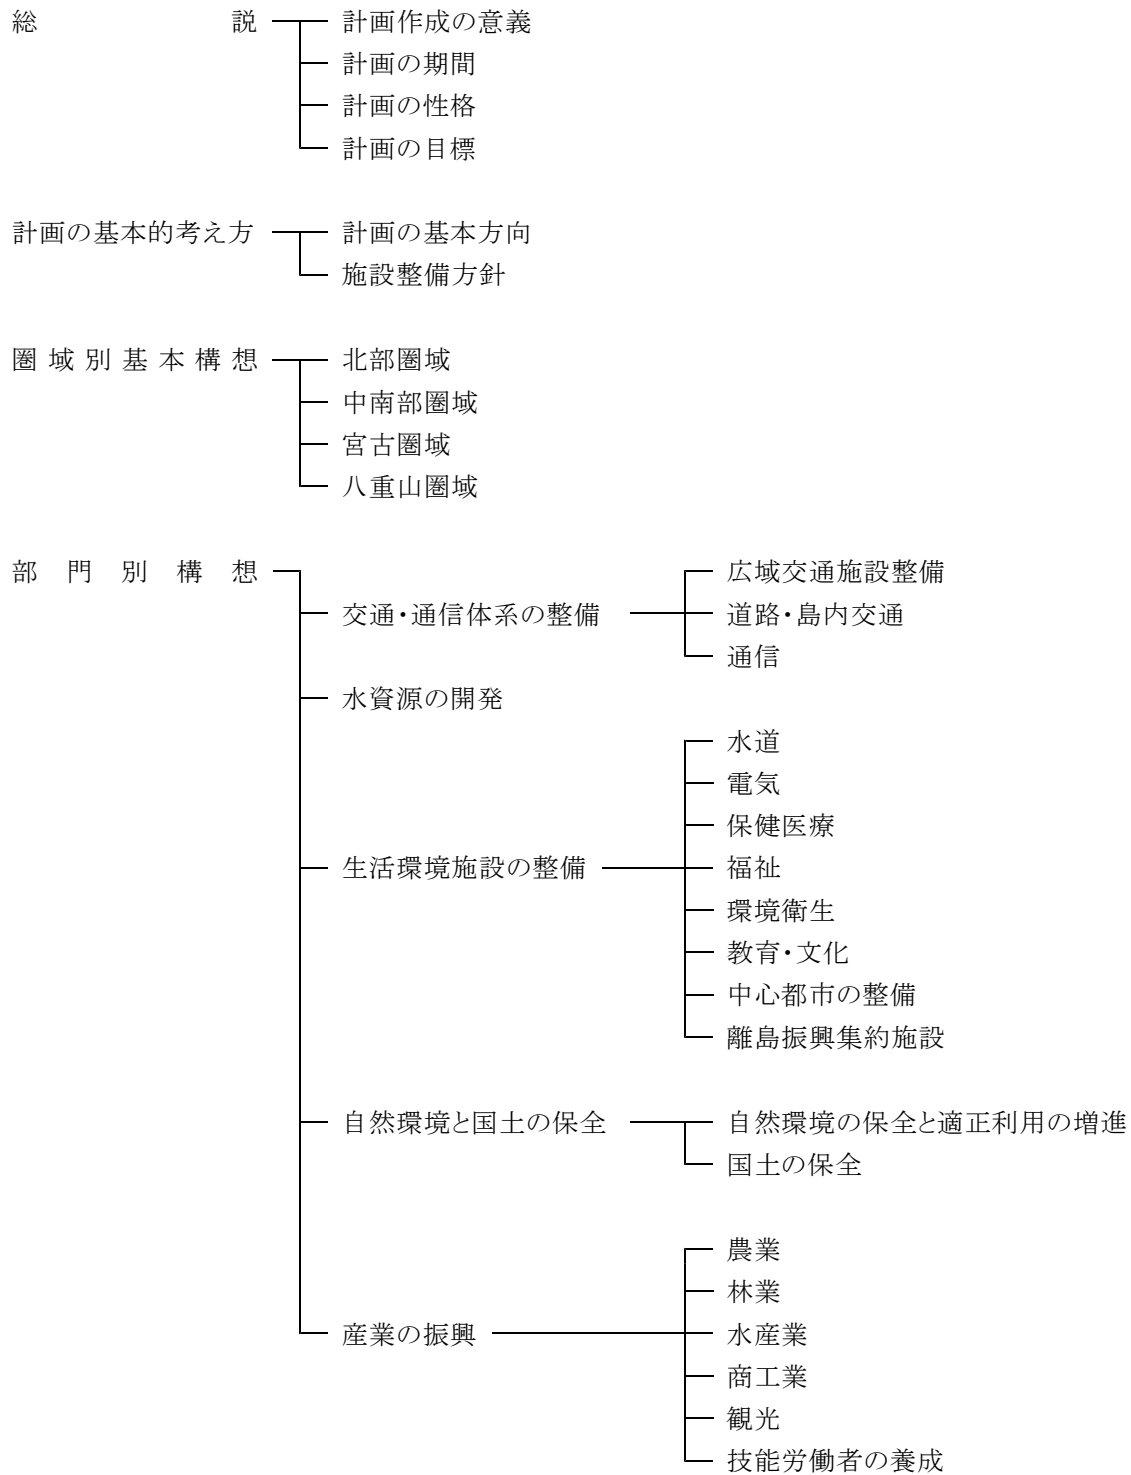 総説 計画作成の意義
計画の期間
計画の性格
計画の目標
計画の基本的考え方 計画の基本方向
施設整備方針
圏域別基本構想 北部圏域
中南部圏域
宮古圏域
八重山圏域
部門別構想 広域交通施設整備
交通・通信体系の整備 道路・島内交通
通信
水資源の開発
水道
電気
保健医療
生活環境施設の整備 福祉
環境衛生
教育・文化
中心都市の整備
離島振興集約施設
自然環境と国土の保全 自然環境の保全と適正利用の増進
国土の保全
農業
林業
産業の振興 水産業
商工業
観光
技能労働者の養成